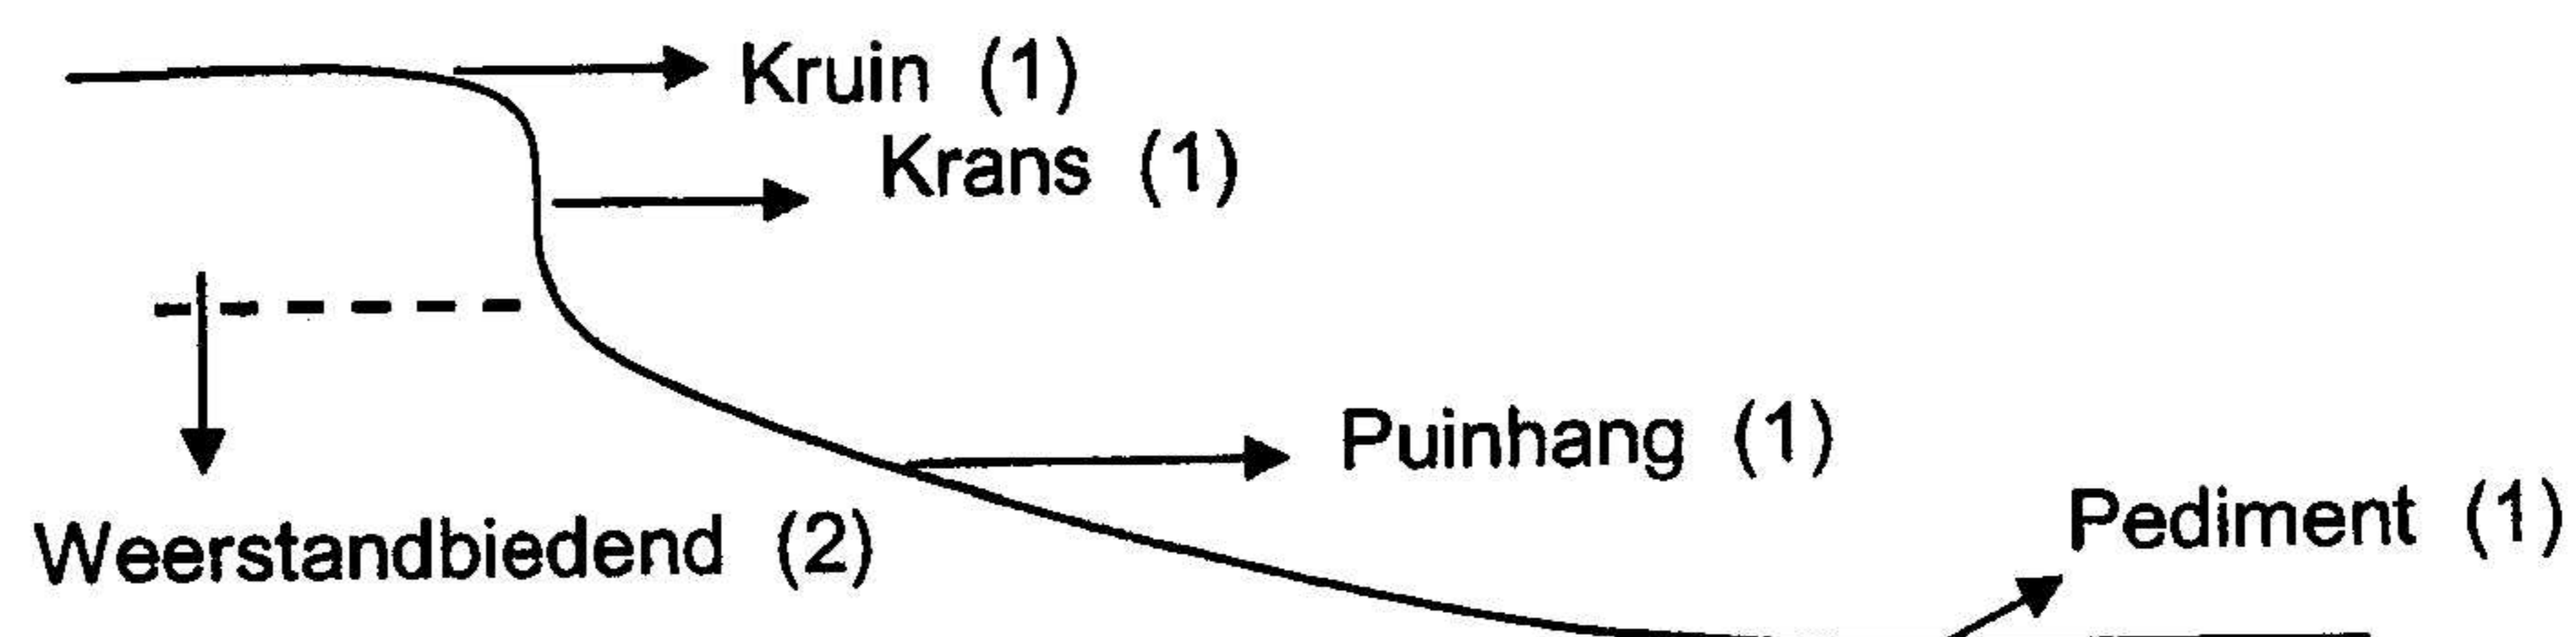 Kruin (1)
Krans (1)
Puinhang (1)
Pediment (1)
Weerstandbiedend (2)